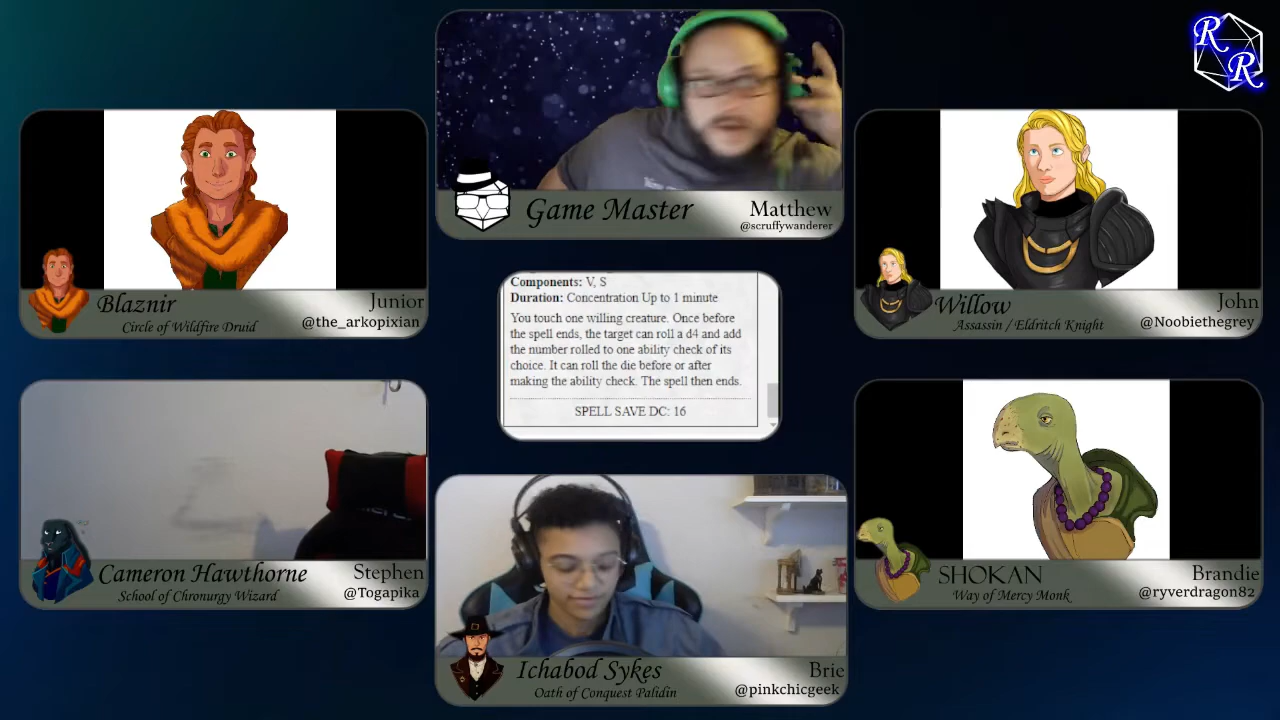 R
R
Game Master
Matthew
@scruffywanderer
Blaznir
Junior
Circle of Wildfire Druid
@the_arkopixian
Components: V, S
Duration: Concentration Up to 1 minute
You touch one willing creature. Once before
the spell ends, the target can roll a d4 and add
the number rolled to one ability check of its
choice. It can roll the die before or after
making the ability check. The spell then ends.
SPELL SAVE DC: 16
Willow
John
Assassin / Eldritch Knight
@Noobiethegrey
Cameron Hawthorne
Stephen
School of Chronurgy Wizard
@Togapika
Ichabod Sykes
Brie
Oath of Conquest Palidin
@pinkchicgeek
SHOKAN
Brandie
Way of Mercy Monk
@ryverdragon82